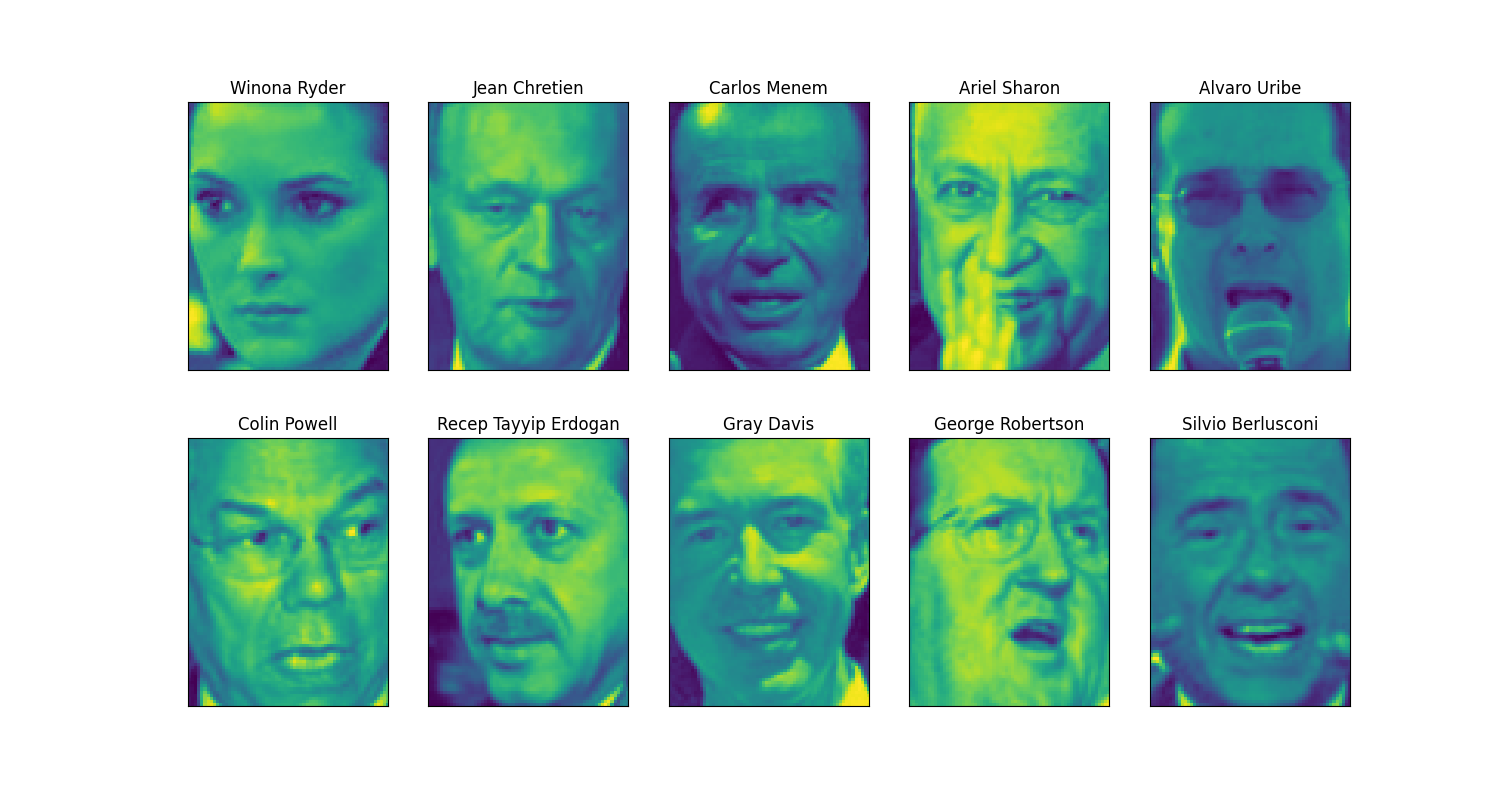 Winona Ryder
Jean Chretien
Carlos Menem
Ariel Sharon
Alvaro Uribe
Colin Powell
Recep Tayyip Erdogan
Gray Davis
George Robertson
Silvio Berlusconi